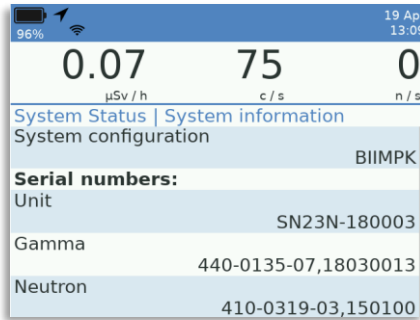 96%
19 Ap
13:09
0.07 75 0
µSv / h c / s n / s
System Status | System information
System configuration
BIIMPK
Serial numbers:
Unit
SN23N-180003
Gamma
440-0135-07,18030013
Neutron
410-0319-03,150100